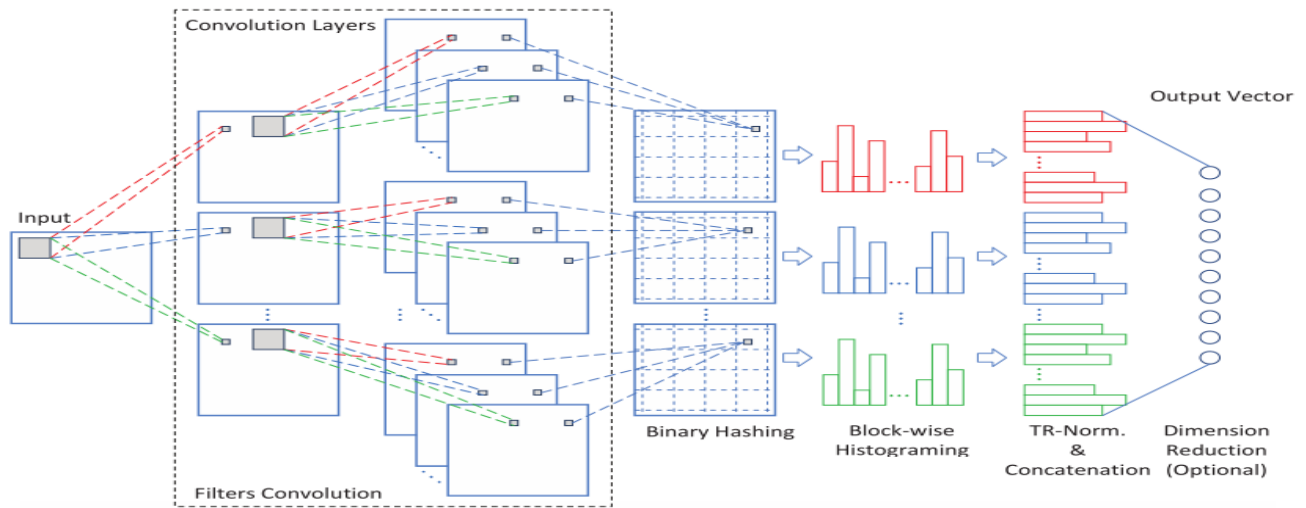 Convolution Layers
Output Vector
Input
Binary Hashing
Block-wise
Histograming
TR-Norm.
&
Concatenation
Dimension
Reduction
(Optional)
Filters Convolution